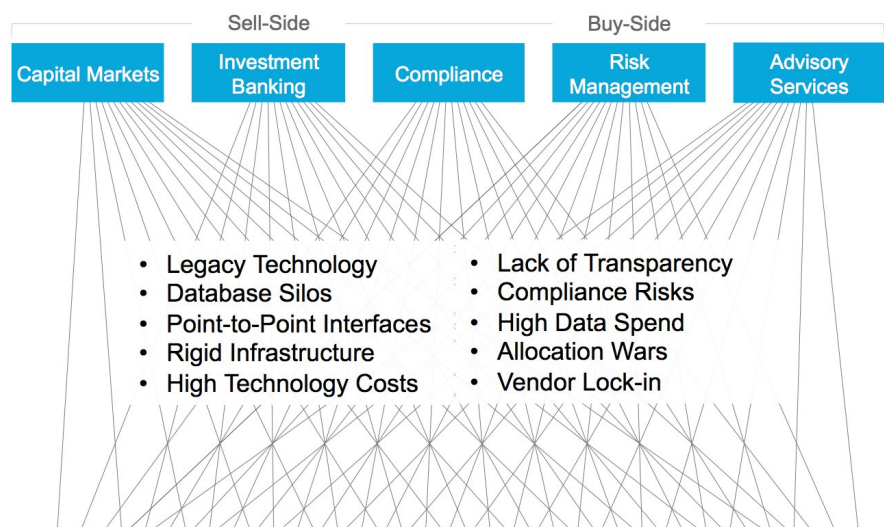 Sell-Side
Buy-Side
Capital Markets
Investment
Banking
Compliance
Risk
Management
Advisory
Services
• Legacy Technology
• Database Silos
• Point-to-Point Interfaces
• Rigid Infrastructure
• High Technology Costs
• Lack of Transparency
• Compliance Risks
• High Data Spend
• Allocation Wars
• Vendor Lock-in